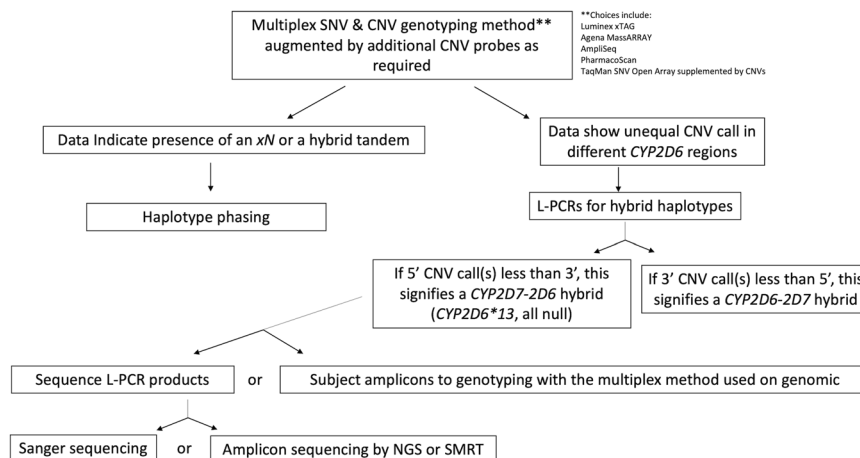 Multiplex SNV & CNV genotyping method**
augmented by additional CNV probes as
required
**Choices include:
Luminex xTAG
Agena MassARRAY
AmpliSeq
PharmacoScan
TaqMan SNV Open Array supplemented by CNVs
Data Indicate presence of an xN or a hybrid tandem
Data show unequal CNV call in
different CYP2D6 regions
Haplotype phasing
L-PCRs for hybrid haplotypes
If 5’ CNV call(s) less than 3’, this
signifies a CYP2D7-2D6 hybrid
(CYP2D6*13, all null)
If 3’ CNV call(s) less than 5’, this
signifies a CYP2D6-2D7 hybrid
Sequence L-PCR products
or
Subject amplicons to genotyping with the multiplex method used on genomic
Sanger sequencing
or
Amplicon sequencing by NGS or SMRT